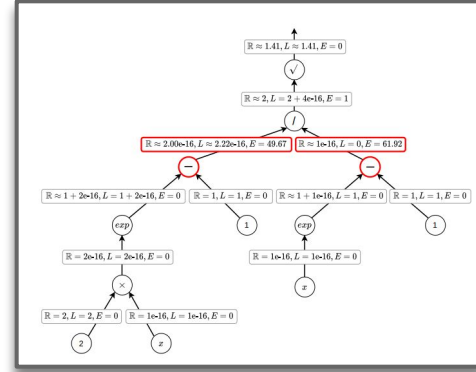 ℝ ≈ 1.41, L ≈ 1.41, E = 0
√
ℝ ≈ 2, L = 2 + 4e-16, E = 1
/
ℝ ≈ 2.00e-16, L ≈ 2.22e-16, E = 49.67 ℝ ≈ 1e-16, L = 0, E = 61.92
− −
ℝ ≈ 1 + 2e-16, L = 1 + 2e-16, E = 0 ℝ = 1, L = 1, E = 0 ℝ ≈ 1 + 1e-16, L = 1, E = 0 ℝ = 1, L = 1, E = 0
exp 1 exp 1
ℝ = 2e-16, L = 2e-16, E = 0 ℝ = 1e-16, L = 1e-16, E = 0
× x
ℝ = 2, L = 2, E = 0 ℝ = 1e-16, L = 1e-16, E = 0
2 x